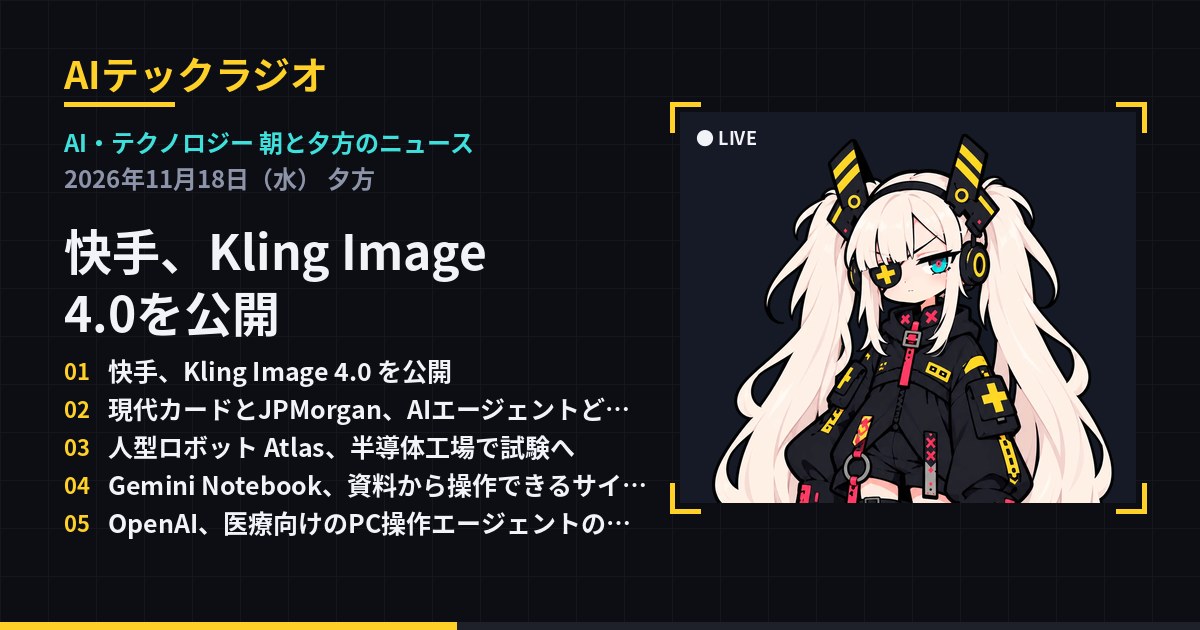 AIテックラジオ
AI・テクノロジー 朝と夕方のニュース
2026年11月18日（水） 夕方
快手、Kling Image
4.0を公開
01 快手、Kling Image 4.0 を公開
02 現代カードとJPMorgan、AIエージェントど…
03 人型ロボット Atlas、半導体工場で試験へ
04 Gemini Notebook、資料から操作できるサイ…
05 OpenAI、医療向けのPC操作エージェントの…
LIVE